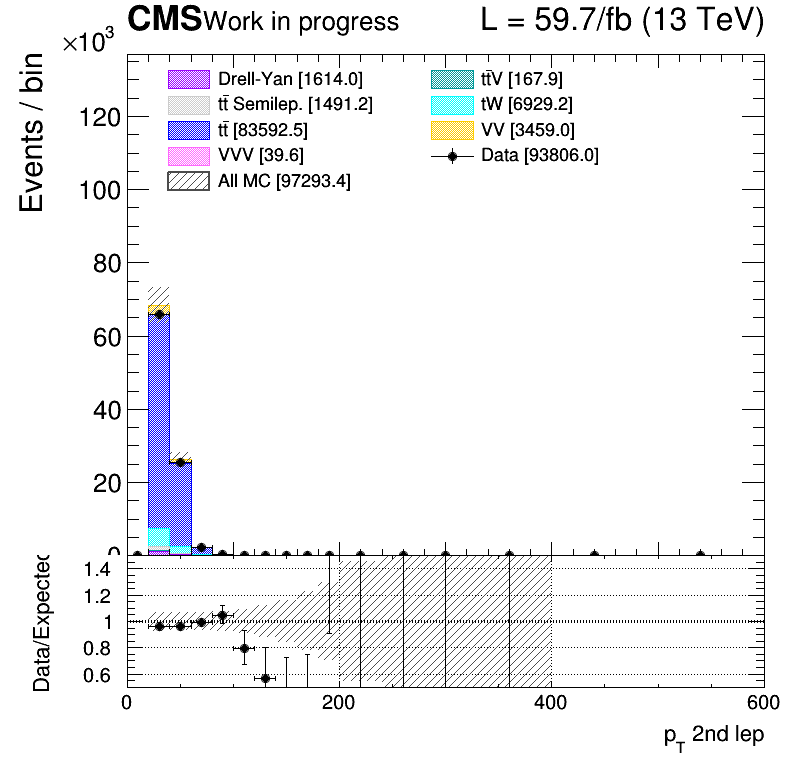 CMS Work in progress L = 59.7/fb (13 TeV)
×10³
Events / bin
Drell-Yan [1614.0]
tt̄V [167.9]
tt̄ Semilep. [1491.2]
tW [6929.2]
tt̄ [83592.5]
VV [3459.0]
VVV [39.6]
Data [93806.0]
All MC [97293.4]
120
100
80
60
40
20
0
Data/Expected
1.4
1.2
1
0.8
0.6
0 200 400 600
p_T 2nd lep